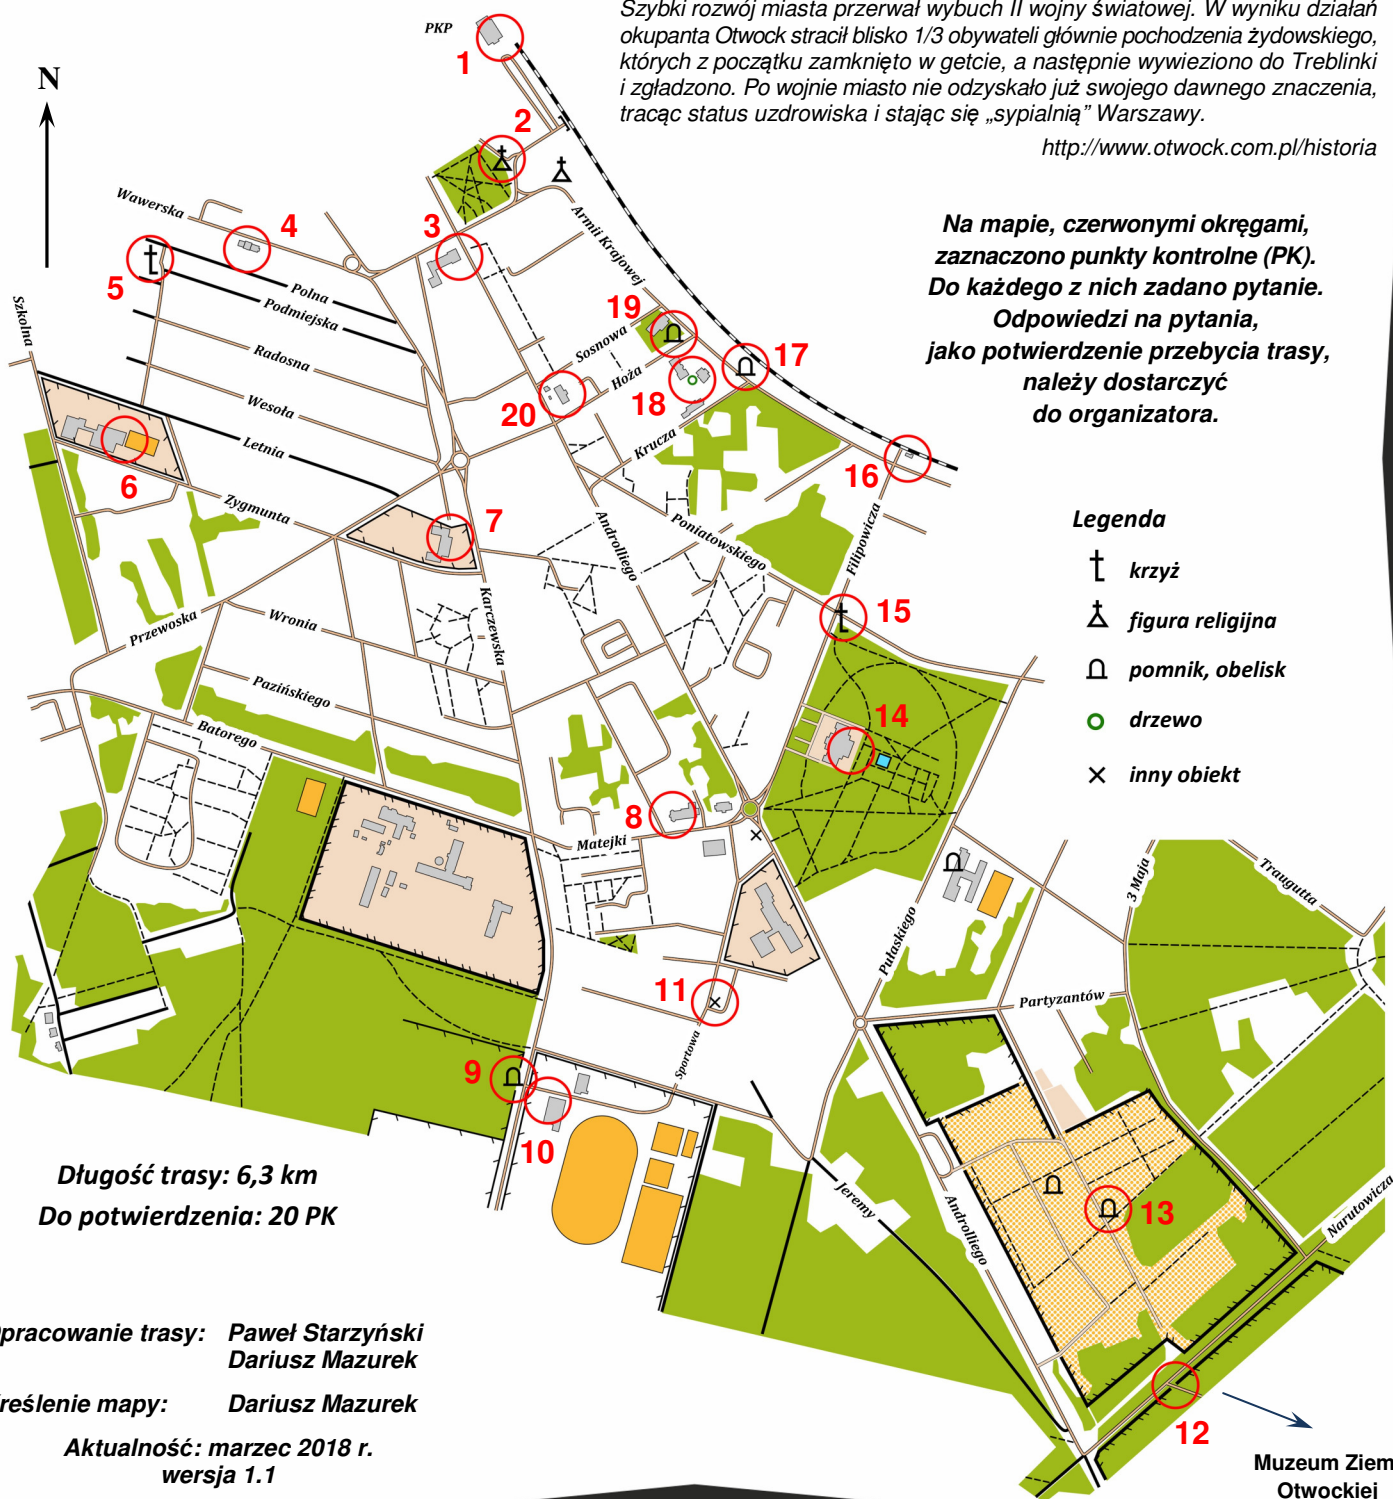 Szybki rozwój miasta przerwał wybuch II wojny światowej. W wyniku działań
okupanta Otwock stracił blisko 1/3 obywateli głównie pochodzenia żydowskiego,
których z początku zamknięto w getcie, a następnie wywieziono do Treblinki
i zgładzono. Po wojnie miasto nie odzyskało już swojego dawnego znaczenia,
tracąc status uzdrowiska i stając się „sypialnią” Warszawy.
http://www.otwock.com.pl/historia
Na mapie, czerwonymi okręgami,
zaznaczono punkty kontrolne (PK).
Do każdego z nich zadano pytanie.
Odpowiedzi na pytania,
jako potwierdzenie przebycia trasy,
należy dostarczyć
do organizatora.
Legenda
krzyż
figura religijna
pomnik, obelisk
drzewo
inny obiekt
N
PKP
1
2
Wawerska
4
3
Armii Krajowej
5
Polna
Podmiejska
Szkolna
19
Sosnowa
17
Radosna
Hoża
18
20
Wesoła
Krucza
Letnia
16
6
Zygmunta
7
Androlliego
Poniatowskiego
Filipowicza
Karczewska
15
Przewoska
Wronia
Pazińskiego
14
Batorego
8
Matejki
3 Maja
Traugutta
Pułaskiego
11
Partyzantów
Sportowa
9
10
Jeremy
Androlliego
13
Narutowicza
12
Muzeum Ziem
Otwockiej
Długość trasy: 6,3 km
Do potwierdzenia: 20 PK
pracowanie trasy: Paweł Starzyński
Dariusz Mazurek
reślenie mapy: Dariusz Mazurek
Aktualność: marzec 2018 r.
wersja 1.1